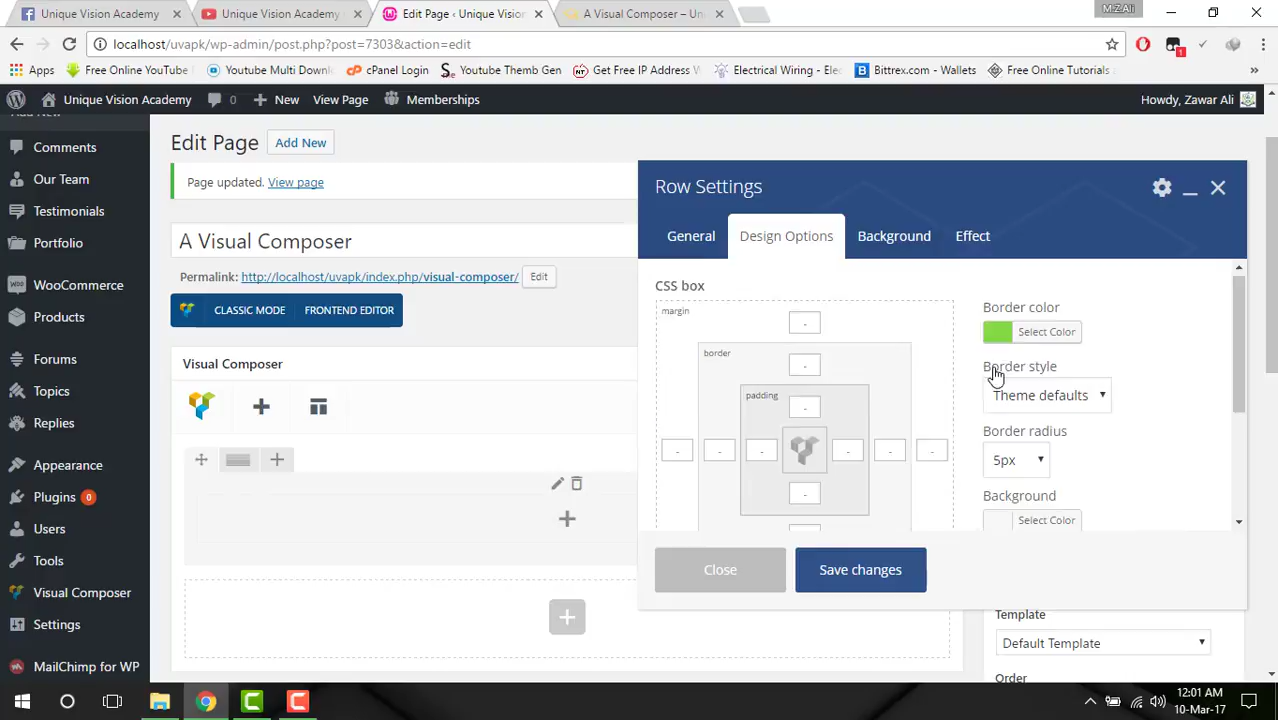 Unique Vision Academy
Unique Vision Academy
Edit Page ‹ Unique Vision
A Visual Composer – Un
M.Z.Ali
localhost/uvapk/wp-admin/post.php?post=7303&action=edit
1
Apps
Free Online YouTube
Youtube Multi Downl
cPanel Login
Youtube Themb Gen
Get Free IP Address
Electrical Wiring - Elec
Bittrex.com - Wallets
Free Online Tutorials
»
Unique Vision Academy
0
New
View Page
Memberships
Howdy, Zawar Ali
Add New
Comments
Our Team
Testimonials
Portfolio
WooCommerce
Products
Forums
Topics
Replies
Appearance
Plugins 0
Users
Tools
Visual Composer
Settings
MailChimp for WP
Edit Page
Add New
Page updated. View page
A Visual Composer
Permalink: http://localhost/uvapk/index.php/visual-composer/
Edit
CLASSIC MODE
FRONTEND EDITOR
Visual Composer
Row Settings
General
Design Options
Background
Effect
CSS box
margin
-
border
-
padding
-
- - - - - -
-
Border color
Select Color
Border style
Theme defaults
Border radius
5px
Background
Select Color
Close
Save changes
Template
Default Template
Order
12:01 AM
10-Mar-17